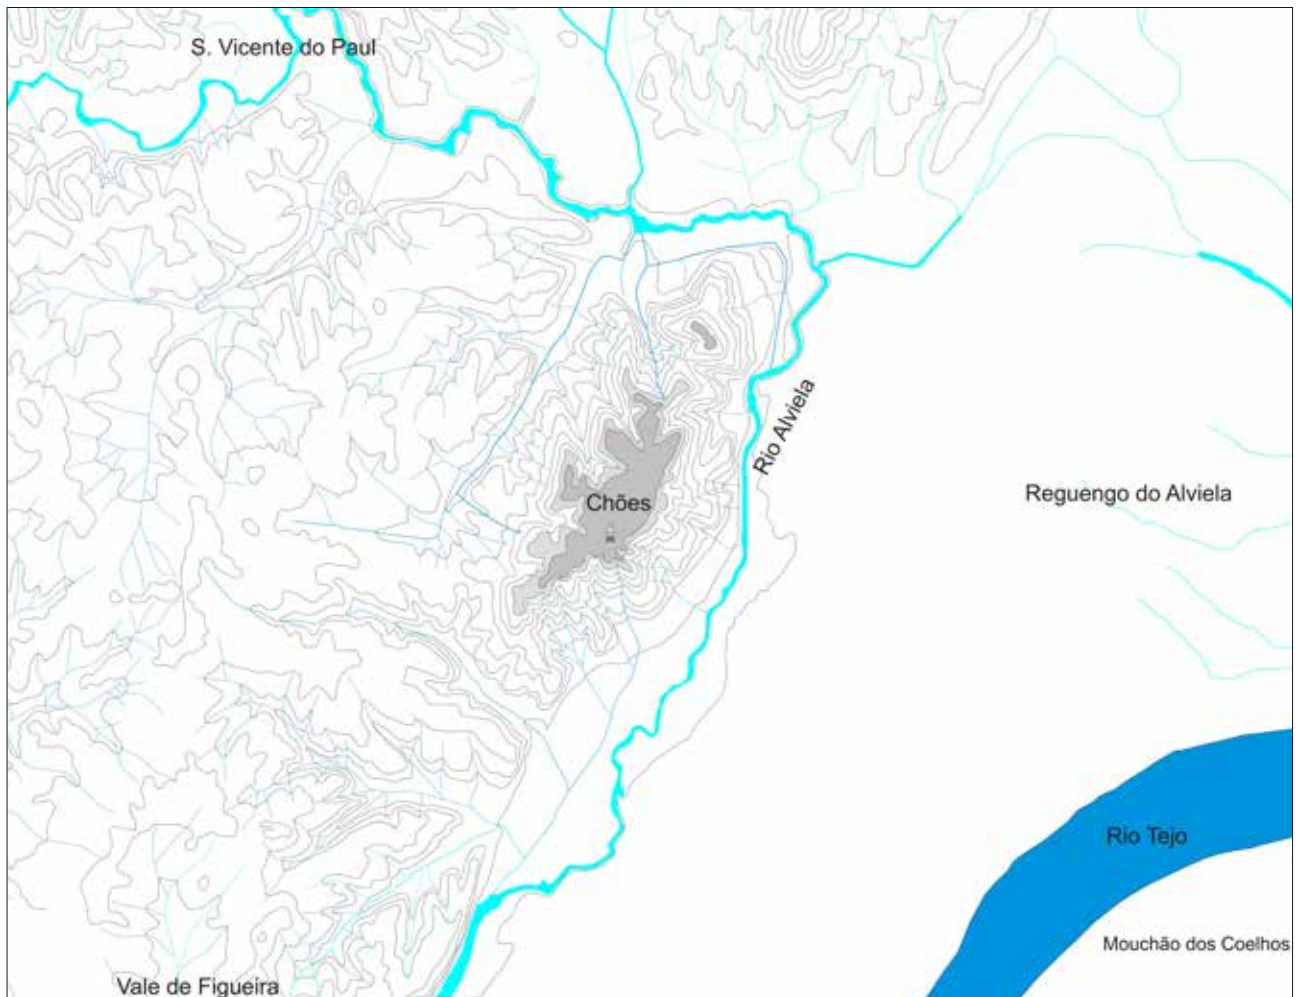 S. Vicente do Paul
Rio Alviela
Reguengo do Alviela
Chões
Rio Tejo
Mouchão dos Coelhos
Vale de Figueira